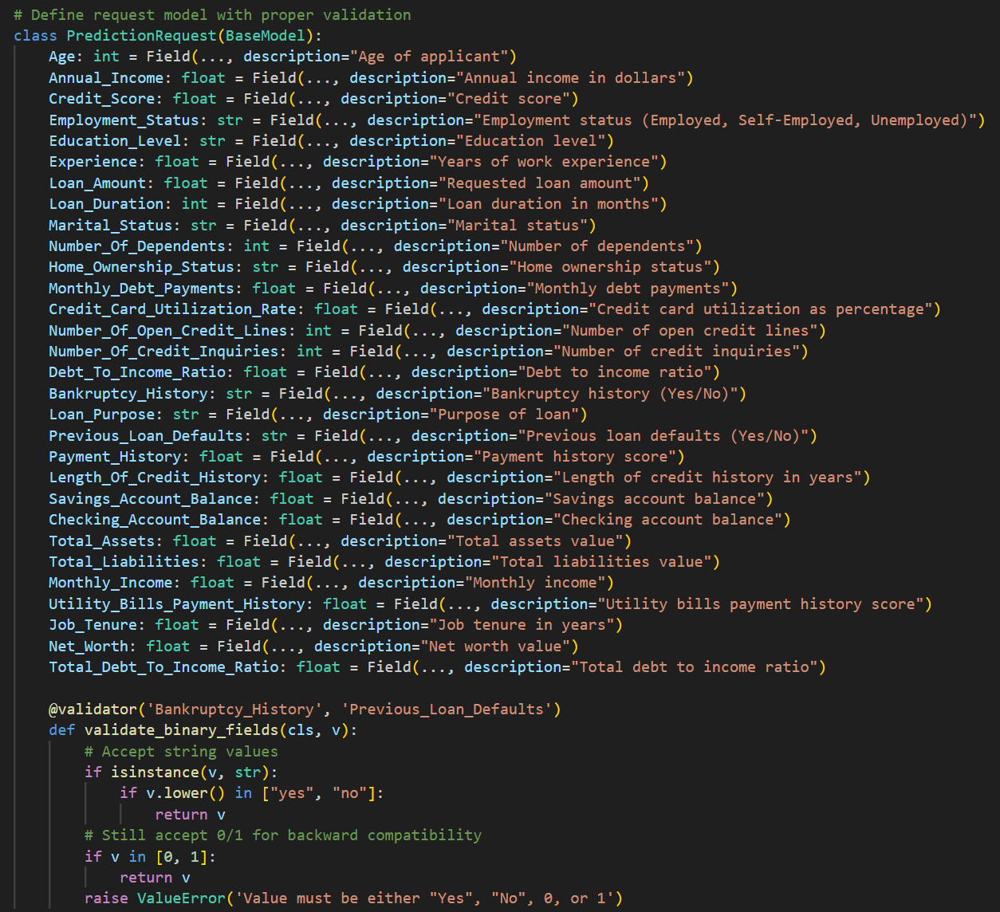 # Define request model with proper validation
class PredictionRequest(BaseModel):
    Age: int = Field(..., description="Age of applicant")
    Annual_Income: float = Field(..., description="Annual income in dollars")
    Credit_Score: float = Field(..., description="Credit score")
    Employment_Status: str = Field(..., description="Employment status (Employed, Self-Employed, Unemployed)")
    Education_Level: str = Field(..., description="Education level")
    Experience: float = Field(..., description="Years of work experience")
    Loan_Amount: float = Field(..., description="Requested loan amount")
    Loan_Duration: int = Field(..., description="Loan duration in months")
    Marital_Status: str = Field(..., description="Marital status")
    Number_Of_Dependents: int = Field(..., description="Number of dependents")
    Home_Ownership_Status: str = Field(..., description="Home ownership status")
    Monthly_Debt_Payments: float = Field(..., description="Monthly debt payments")
    Credit_Card_Utilization_Rate: float = Field(..., description="Credit card utilization as percentage")
    Number_Of_Open_Credit_Lines: int = Field(..., description="Number of open credit lines")
    Number_Of_Credit_Inquiries: int = Field(..., description="Number of credit inquiries")
    Debt_To_Income_Ratio: float = Field(..., description="Debt to income ratio")
    Bankruptcy_History: str = Field(..., description="Bankruptcy history (Yes/No)")
    Loan_Purpose: str = Field(..., description="Purpose of loan")
    Previous_Loan_Defaults: str = Field(..., description="Previous loan defaults (Yes/No)")
    Payment_History: float = Field(..., description="Payment history score")
    Length_Of_Credit_History: float = Field(..., description="Length of credit history in years")
    Savings_Account_Balance: float = Field(..., description="Savings account balance")
    Checking_Account_Balance: float = Field(..., description="Checking account balance")
    Total_Assets: float = Field(..., description="Total assets value")
    Total_Liabilities: float = Field(..., description="Total liabilities value")
    Monthly_Income: float = Field(..., description="Monthly income")
    Utility_Bills_Payment_History: float = Field(..., description="Utility bills payment history score")
    Job_Tenure: float = Field(..., description="Job tenure in years")
    Net_Worth: float = Field(..., description="Net worth value")
    Total_Debt_To_Income_Ratio: float = Field(..., description="Total debt to income ratio")

    @validator('Bankruptcy_History', 'Previous_Loan_Defaults')
    def validate_binary_fields(cls, v):
        # Accept string values
        if isinstance(v, str):
            if v.lower() in ["yes", "no"]:
                return v
        # Still accept 0/1 for backward compatibility
        if v in [0, 1]:
            return v
        raise ValueError('Value must be either "Yes", "No", 0, or 1')